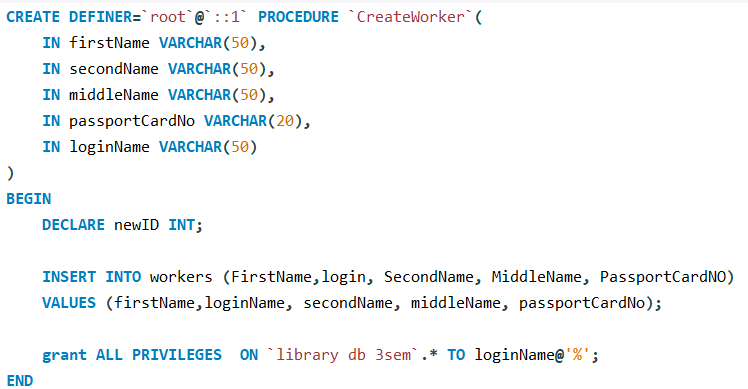 CREATE DEFINER=`root`@`::1` PROCEDURE `CreateWorker`(
    IN firstName VARCHAR(50),
    IN secondName VARCHAR(50),
    IN middleName VARCHAR(50),
    IN passportCardNo VARCHAR(20),
    IN loginName VARCHAR(50)
)
BEGIN
    DECLARE newID INT;

    INSERT INTO workers (FirstName,login, SecondName, MiddleName, PassportCardNO)
    VALUES (firstName,loginName, secondName, middleName, passportCardNo);

    grant ALL PRIVILEGES  ON `library db 3sem`.* TO loginName@'%';
END